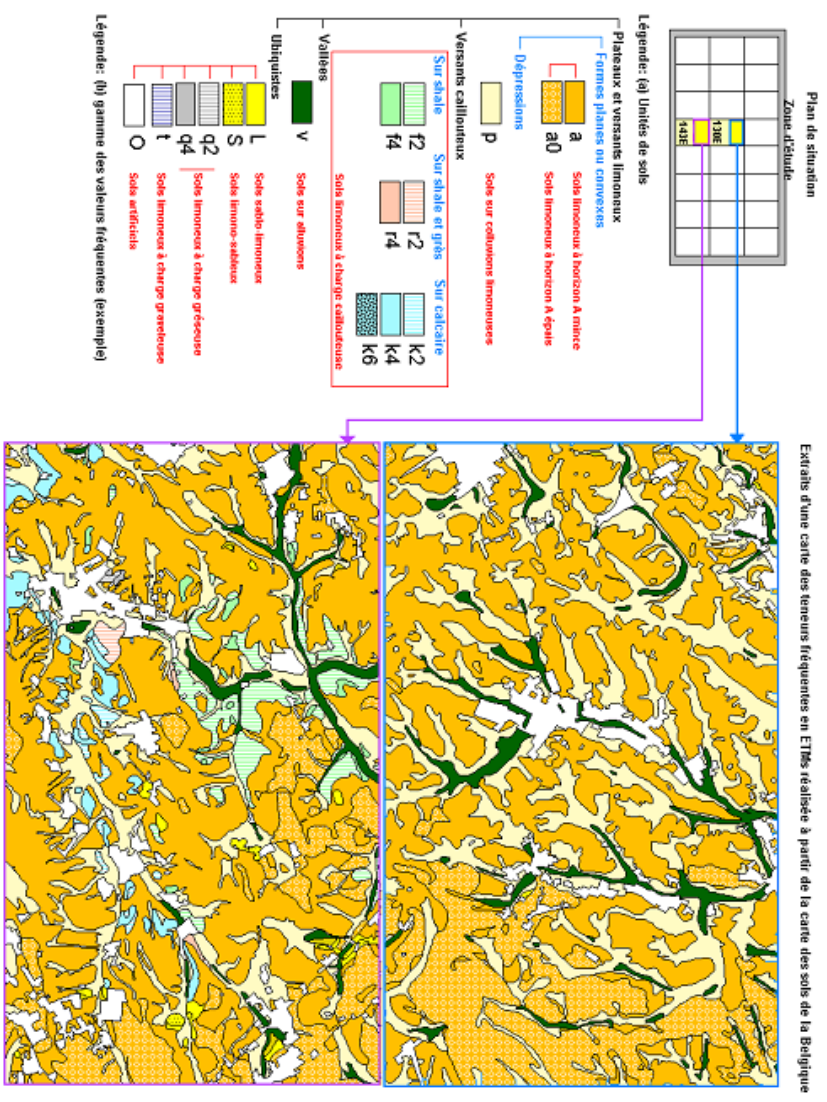 Extraits d'une carte des teneurs fréquentes en ETMs réalisée à partir de la carte des sols de la Belgique
Plan de situation
Zone d'étude
130E
143E
Légende: (a) Unités de sols
Plateaux et versants limoneux
Formes planes ou convexes
a Sols limoneux à horizon A mince
a0 Sols limoneux à horizon A épais
Dépressions
p Sols sur colluvions limoneuses
Versants caillouteux
Sur shale
Sur shale et grès
Sur calcaire
f2 r2 k2
f4 r4 k4
k6
Sols limoneux à charge caillouteuse
Vallées
v Sols sur alluvions
Ubiquistes
L Sols sablo-limoneux
S Sols limono-sableux
q2
q4 Sols limoneux à charge gréseuse
t Sols limoneux à charge graveleuse
O Sols artificiels
Légende: (b) gamme des valeurs fréquentes (exemple)